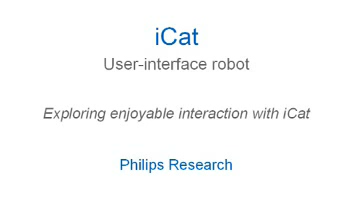 iCat
User-interface robot
Exploring enjoyable interaction with iCat
Philips Research